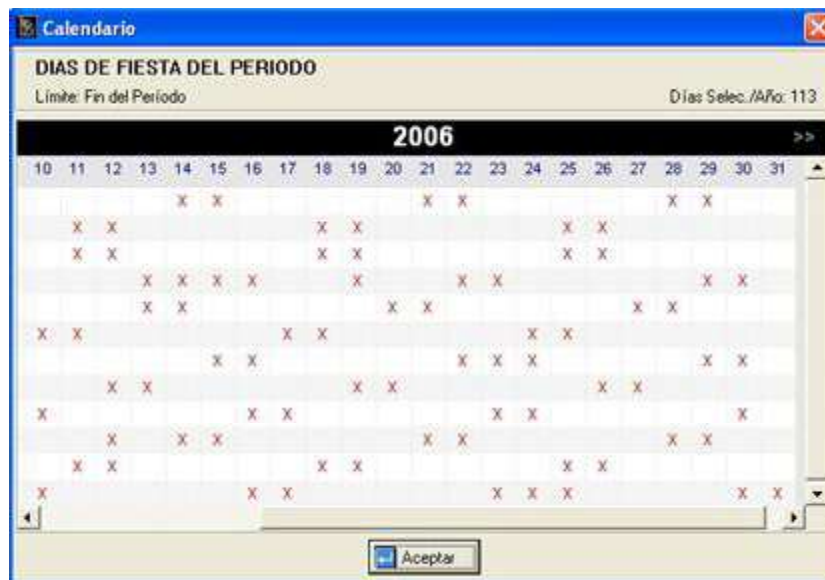 Calendario
DIAS DE FIESTA DEL PERIODO
Límite: Fin del Período Días Selec./Año: 113
2006 >>
10 11 12 13 14 15 16 17 18 19 20 21 22 23 24 25 26 27 28 29 30 31
X X X X X X
X X X X X X
X X X X X X
X X X X X X X X X
X X X X X X
X X X X X X
X X X X X X X
X X X X X X
X X X X X X
X X X X X X X
X X X X X X
X X X X X X X X
Aceptar